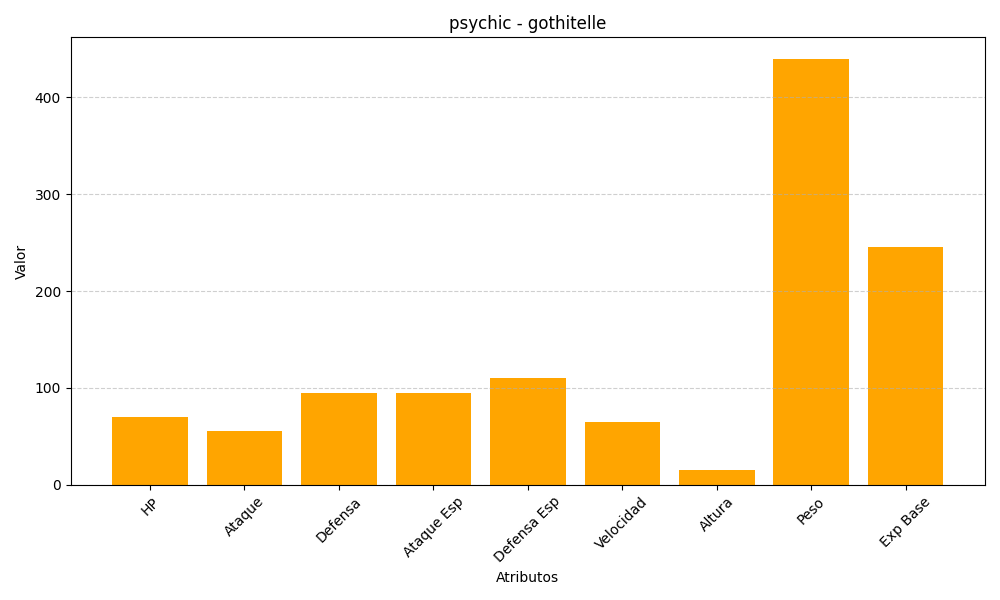 psychic - gothitelle
Valor
400
300
200
100
0
HP
Ataque
Defensa
Ataque Esp
Defensa Esp
Velocidad
Altura
Peso
Exp Base
Atributos